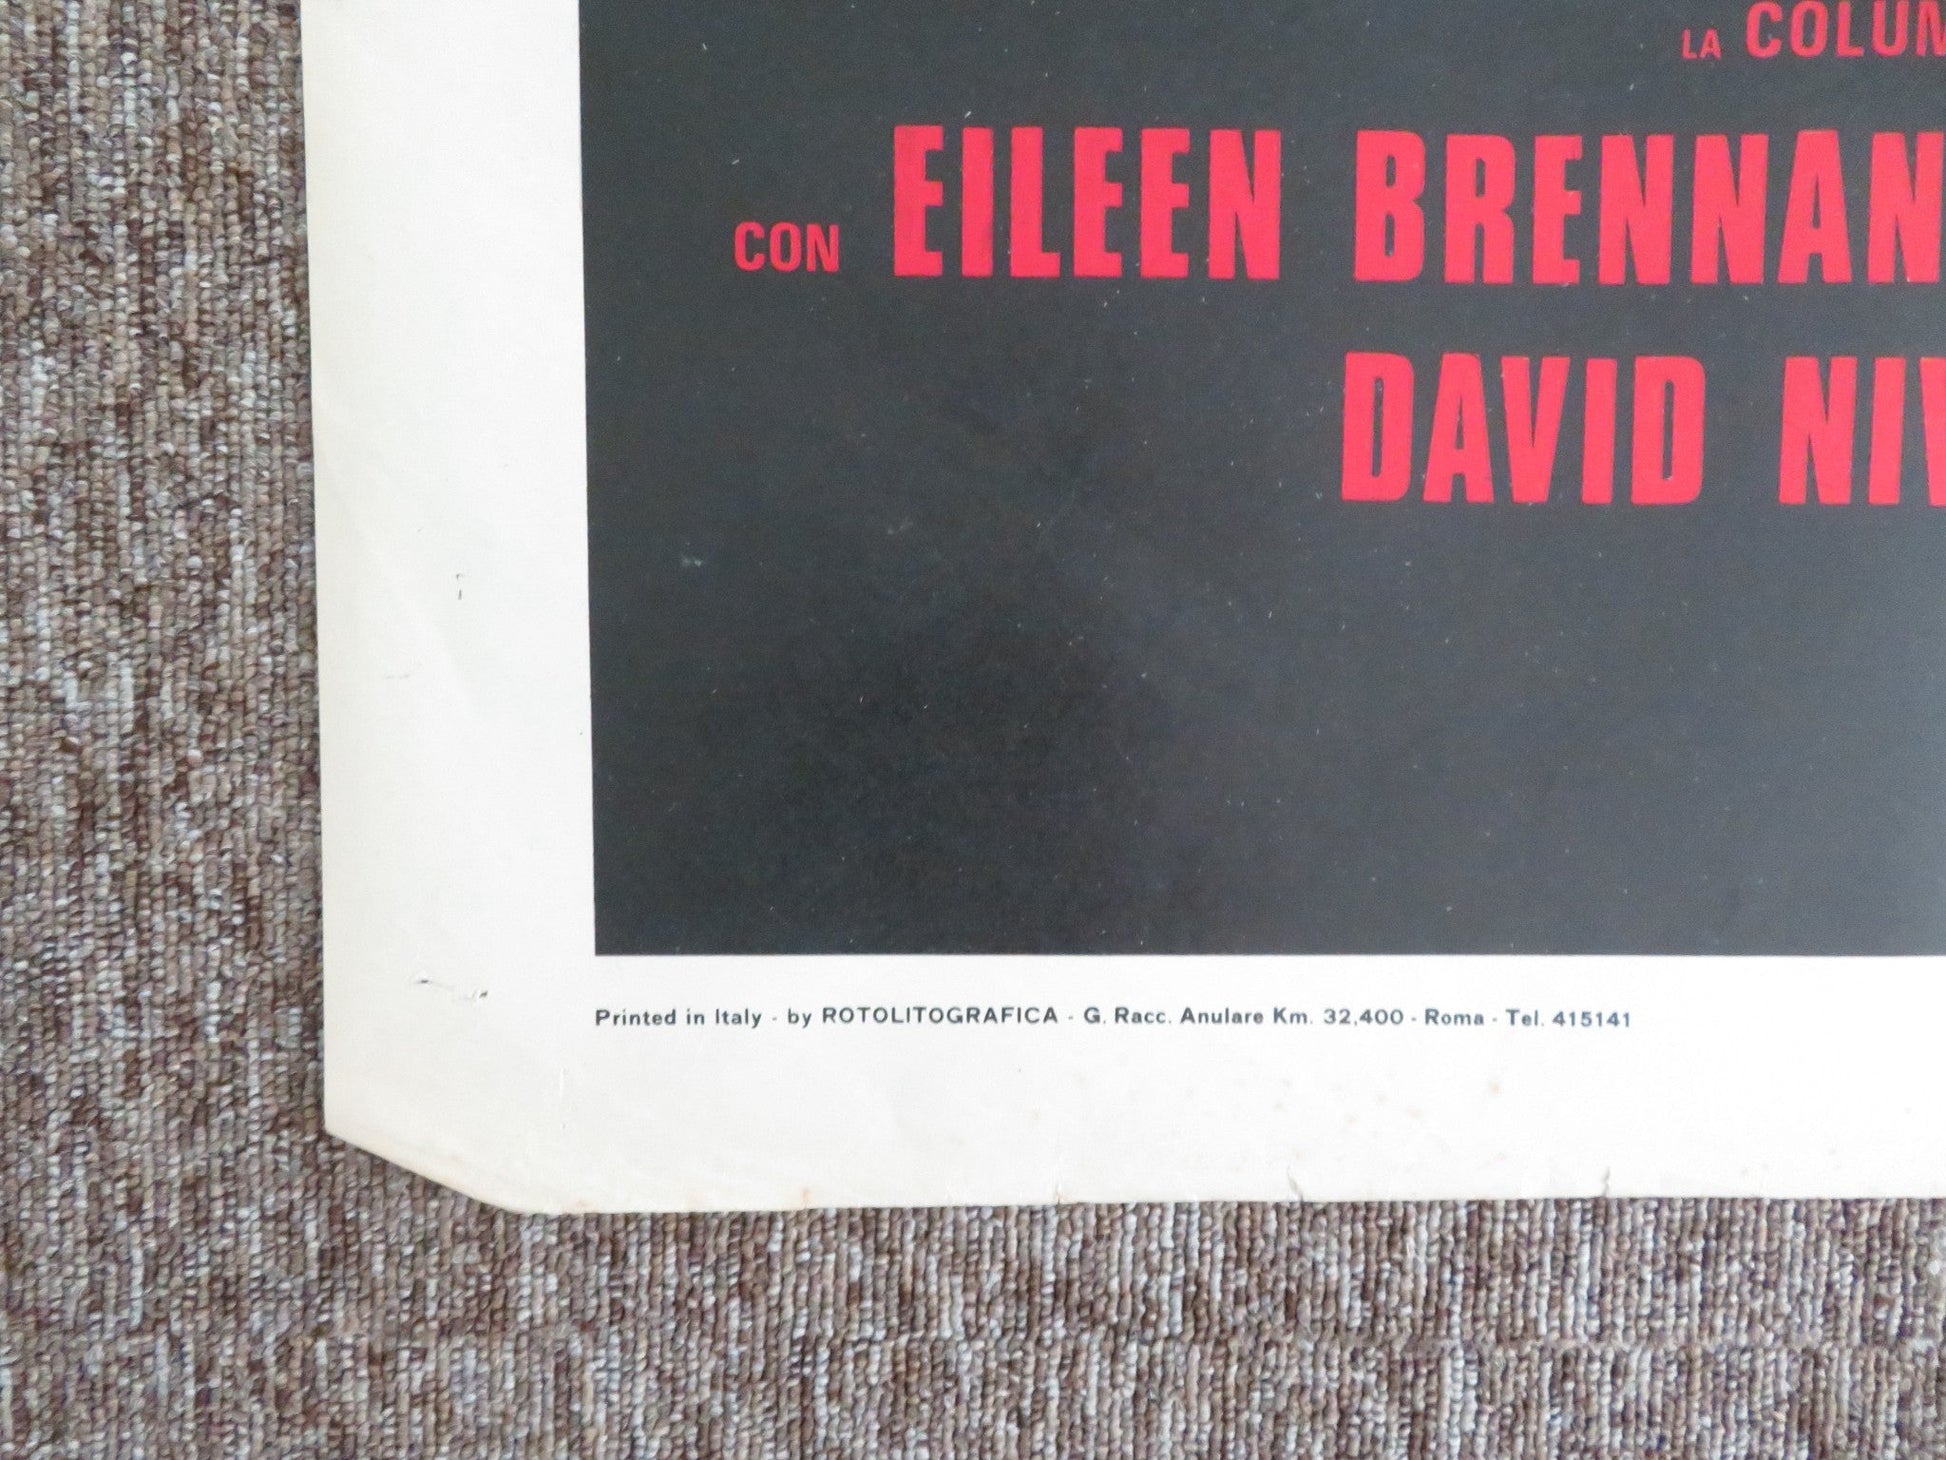 LA COLUM
CON EILEEN BRENNAN
DAVID NIV
Printed in Italy - by ROTOLITOGRAFICA - G. Racc. Anulare Km. 32,400 - Roma - Tel. 415141